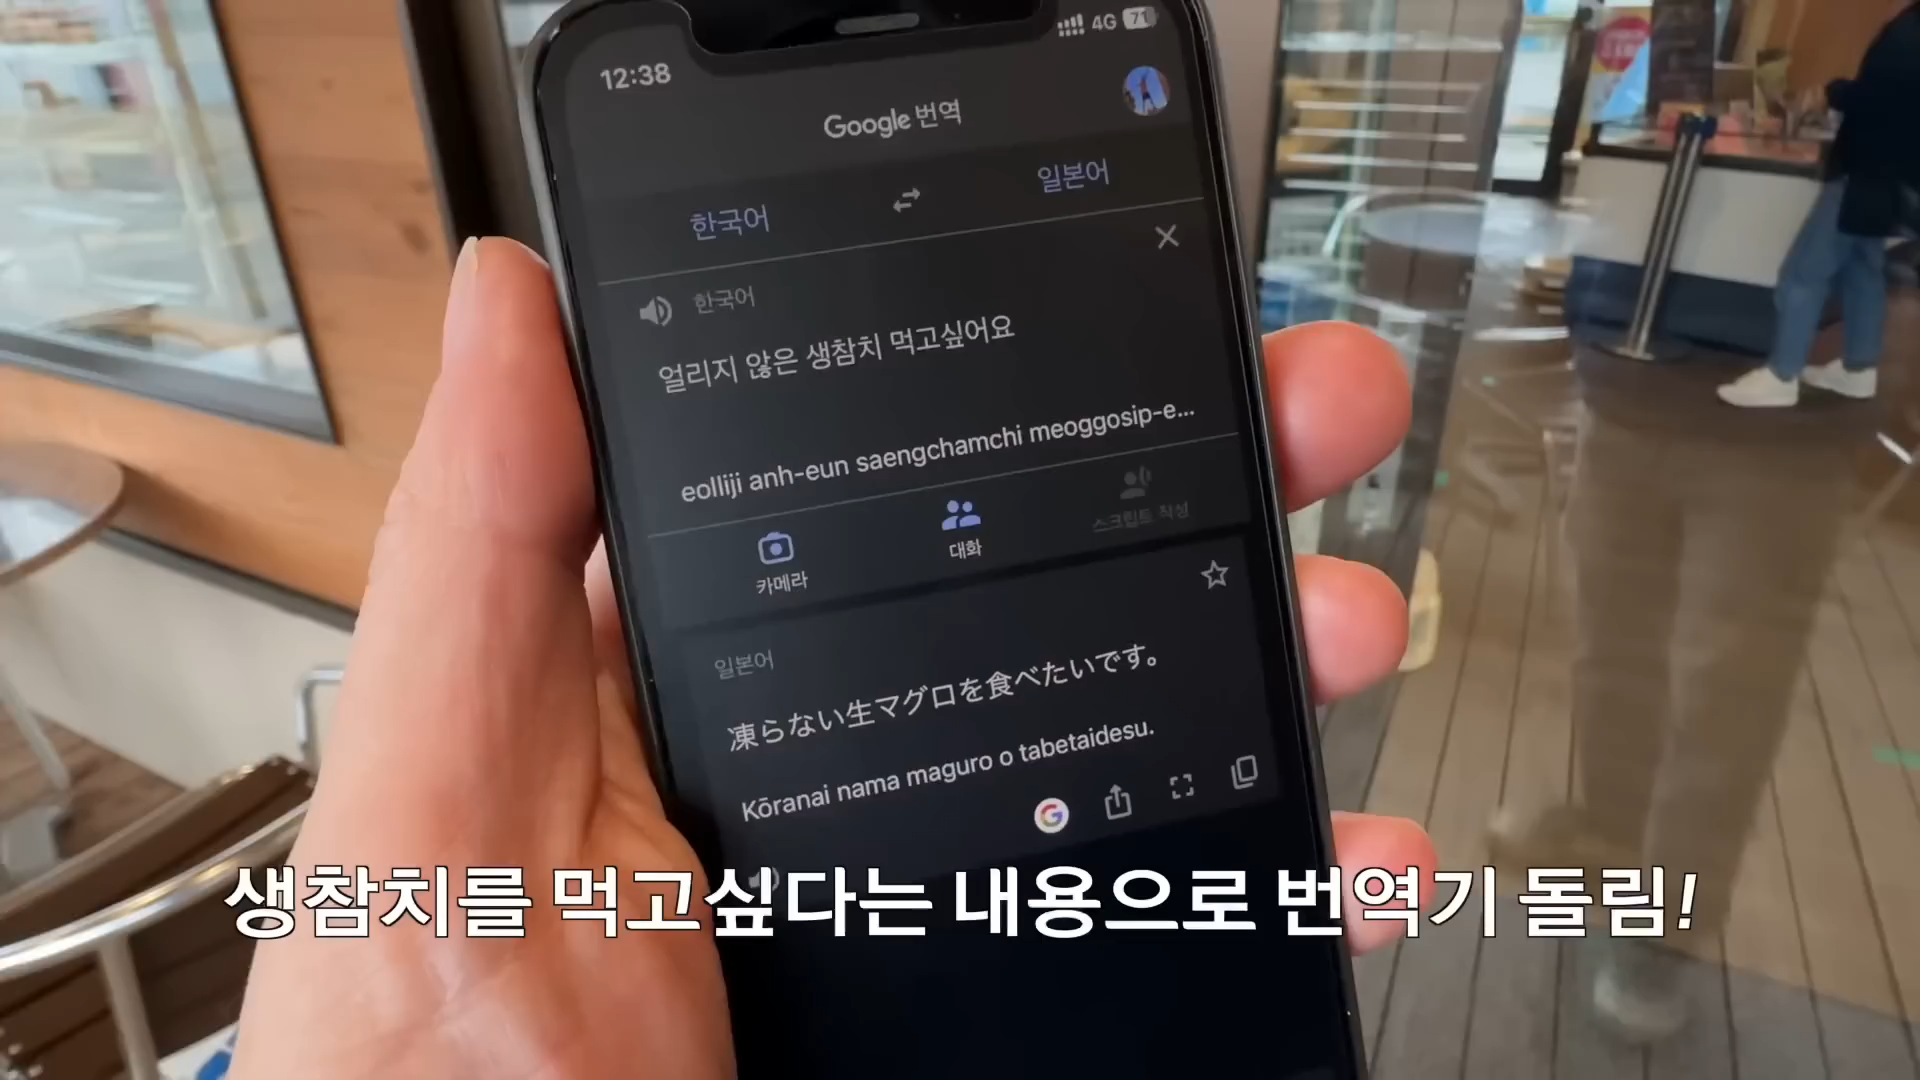 12:38
4G 71
Google 번역
한국어
일본어
한국어
얼리지 않은 생참치 먹고싶어요
eolliji anh-eun saengchamchi meoggosip-e...
카메라
대화
스크립트 작성
일본어
凍らない生マグロを食べたいです。
Kōranai nama maguro o tabetaidesu.
생참치를 먹고싶다는 내용으로 번역기 돌림!